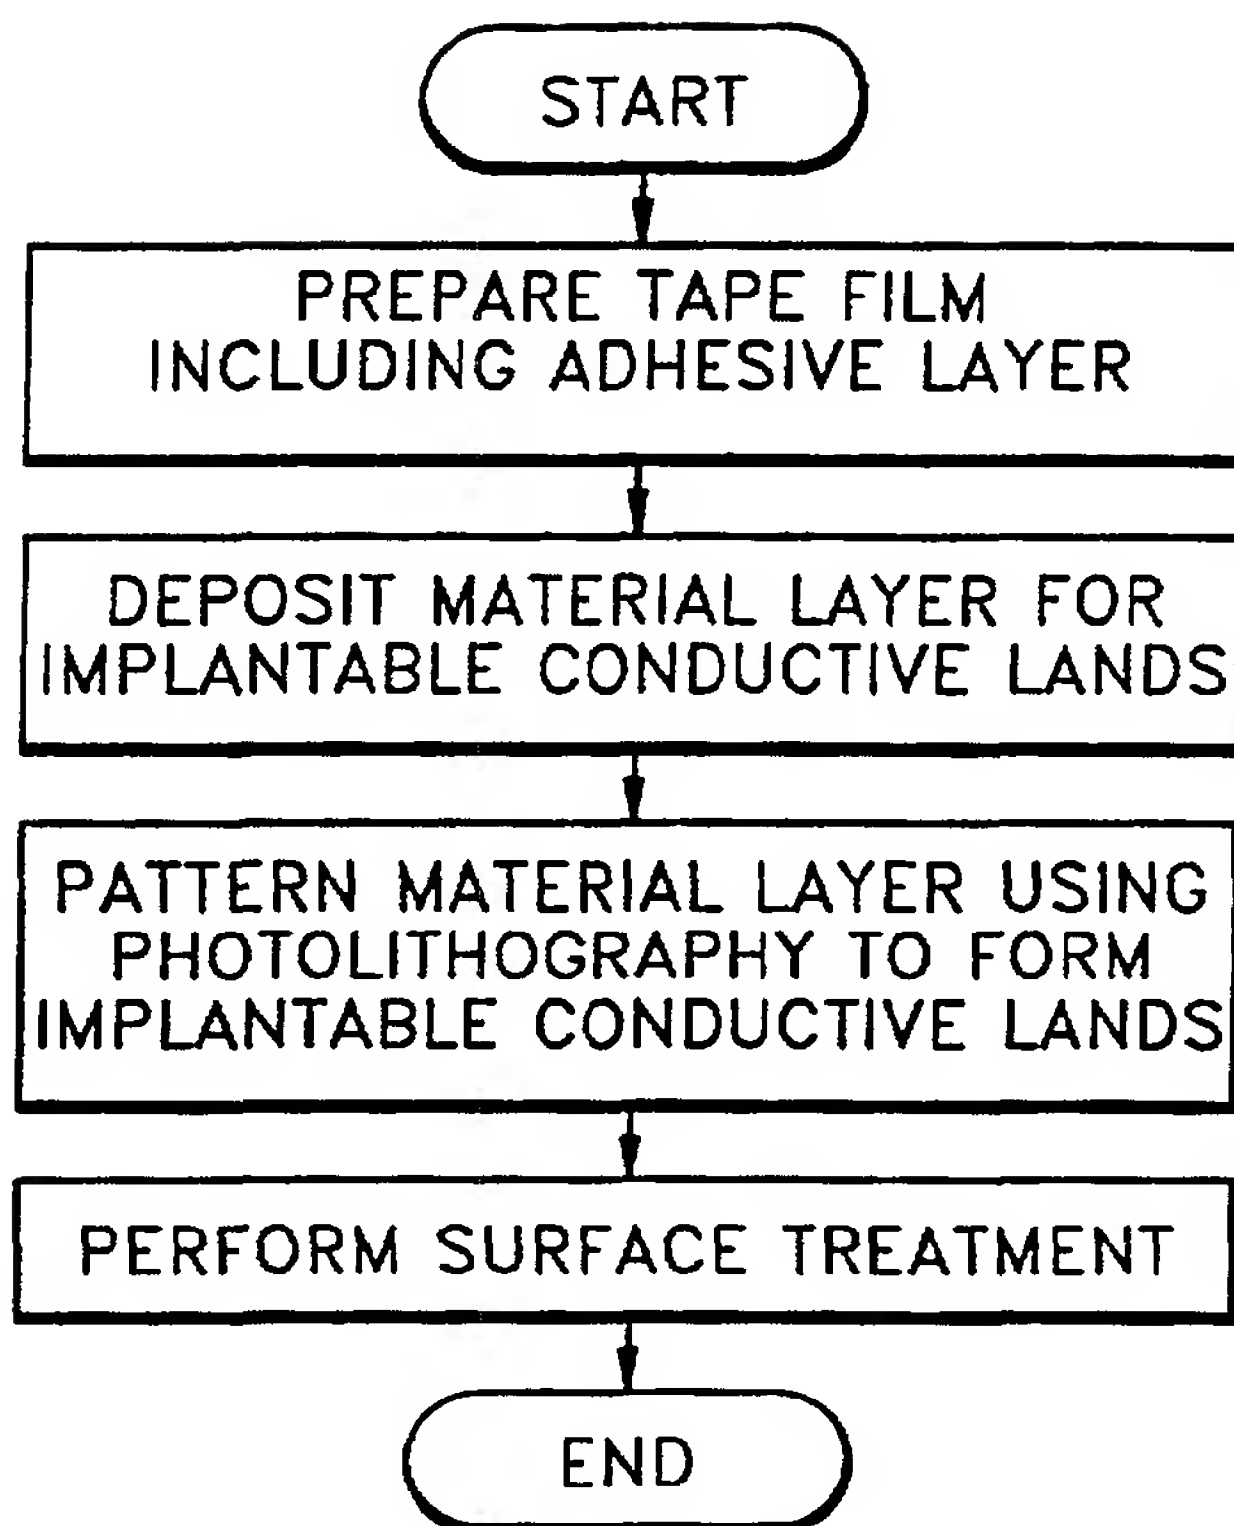 START
PREPARE TAPE FILM
INCLUDING ADHESIVE LAYER
DEPOSIT MATERIAL LAYER FOR
IMPLANTABLE CONDUCTIVE LANDS
PATTERN MATERIAL LAYER USING
PHOTOLITHOGRAPHY TO FORM
IMPLANTABLE CONDUCTIVE LANDS
PERFORM SURFACE TREATMENT
END